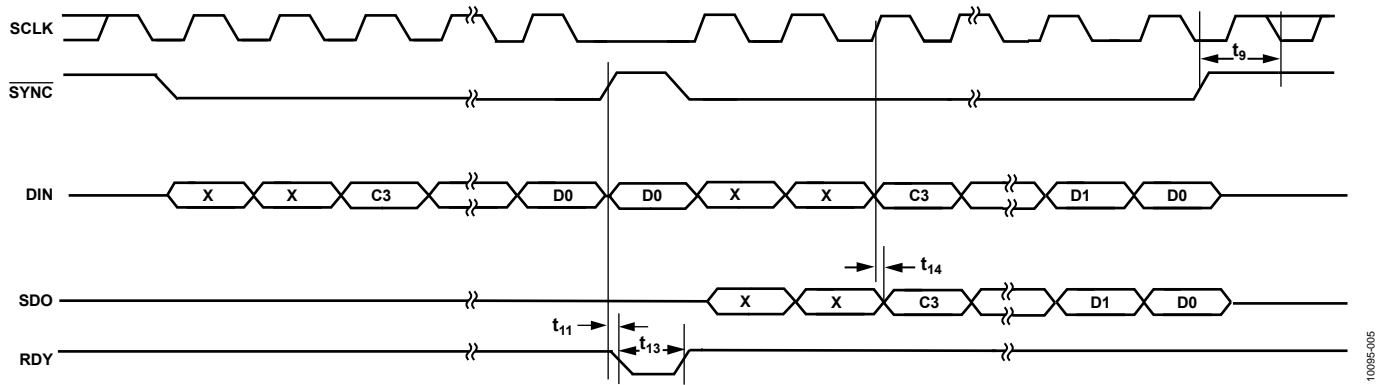 SCLK
t9
SYNC
DIN
X X C3 D0 D0 X X C3 D1 D0
t14
SDO
X X C3 D1 D0
t11
t13
RDY
10095-005